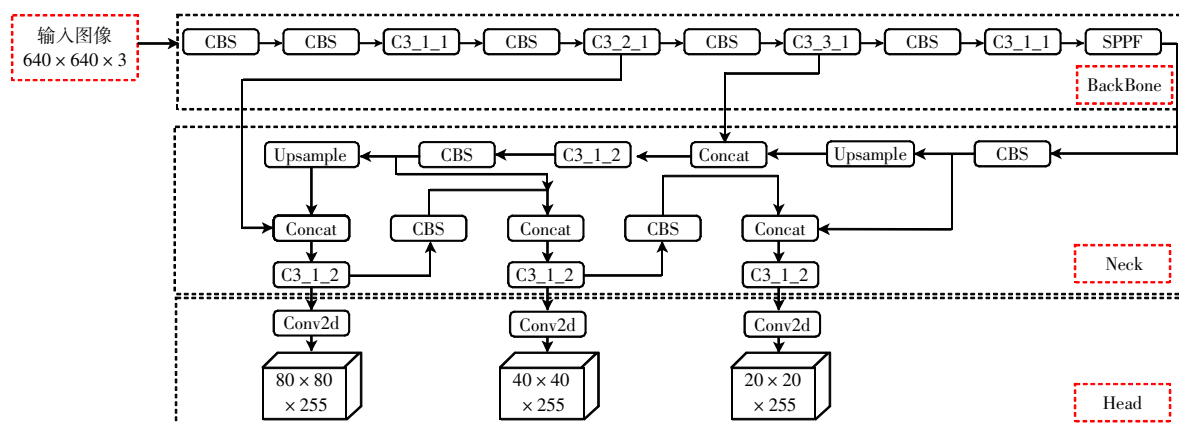 输入图像
640 × 640 × 3
CBS
CBS
C3_1_1
CBS
C3_2_1
CBS
C3_3_1
CBS
C3_1_1
SPPF
BackBone
Upsample
CBS
C3_1_2
Concat
Upsample
CBS
Concat
CBS
Concat
CBS
Concat
C3_1_2
C3_1_2
C3_1_2
Neck
Conv2d
Conv2d
Conv2d
80 × 80
× 255
40 × 40
× 255
20 × 20
× 255
Head